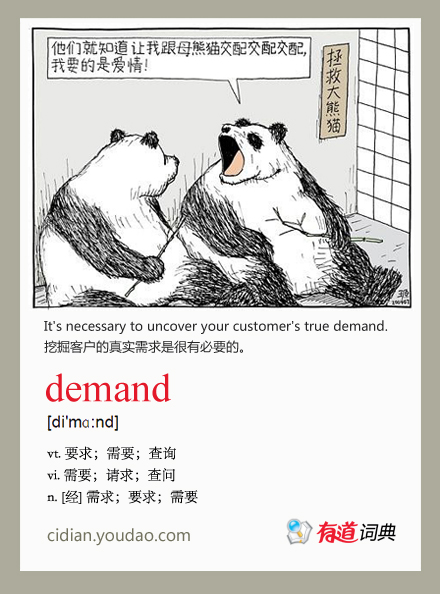 他们就知道让我跟母熊猫交配交配交配,
我要的是爱情!
拯救大熊猫
It's necessary to uncover your customer's true demand.
挖掘客户的真实需求是很有必要的。
demand
[di'mɑ:nd]
vt. 要求；需要；查询
vi. 需要；请求；查问
n. [经] 需求；要求；需要
cidian.youdao.com
有道词典